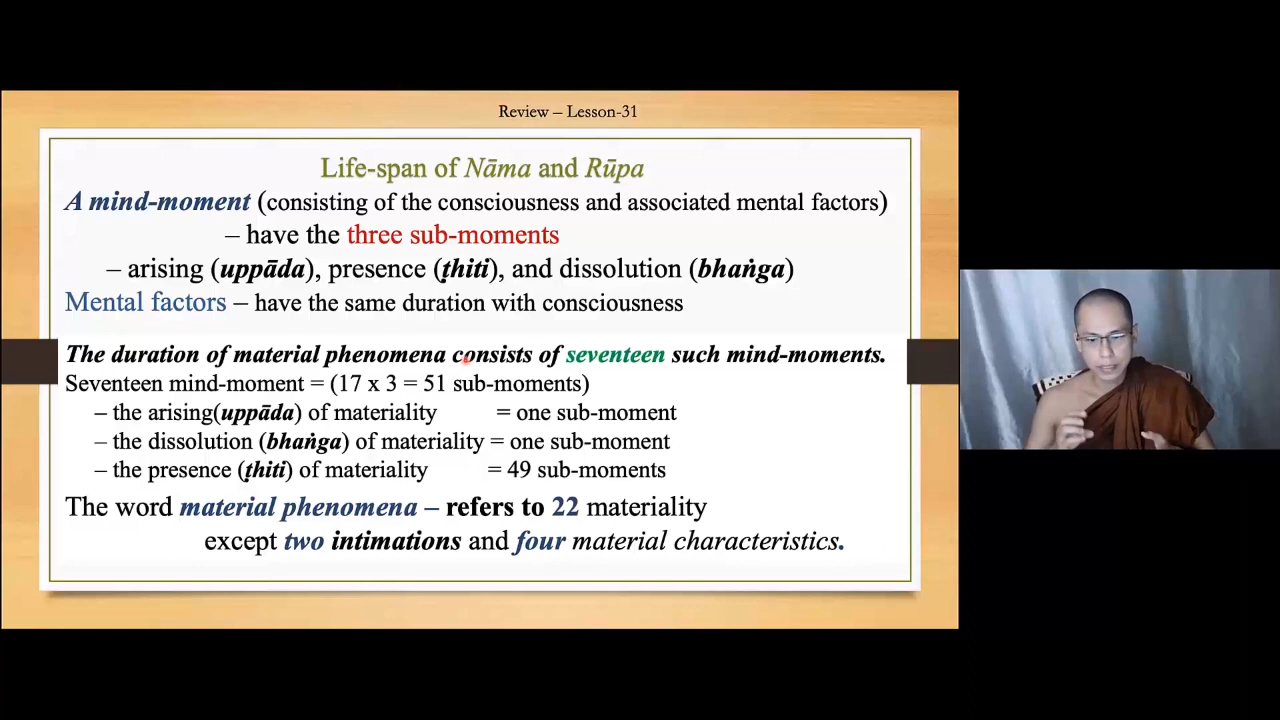 Review – Lesson-31
Life-span of Nāma and Rūpa
A mind-moment (consisting of the consciousness and associated mental factors)
– have the three sub-moments
– arising (uppāda), presence (ṭhiti), and dissolution (bhaṅga)
Mental factors – have the same duration with consciousness
The duration of material phenomena consists of seventeen such mind-moments.
Seventeen mind-moment = (17 x 3 = 51 sub-moments)
– the arising(uppāda) of materiality = one sub-moment
– the dissolution (bhaṅga) of materiality = one sub-moment
– the presence (ṭhiti) of materiality = 49 sub-moments
The word material phenomena – refers to 22 materiality
except two intimations and four material characteristics.